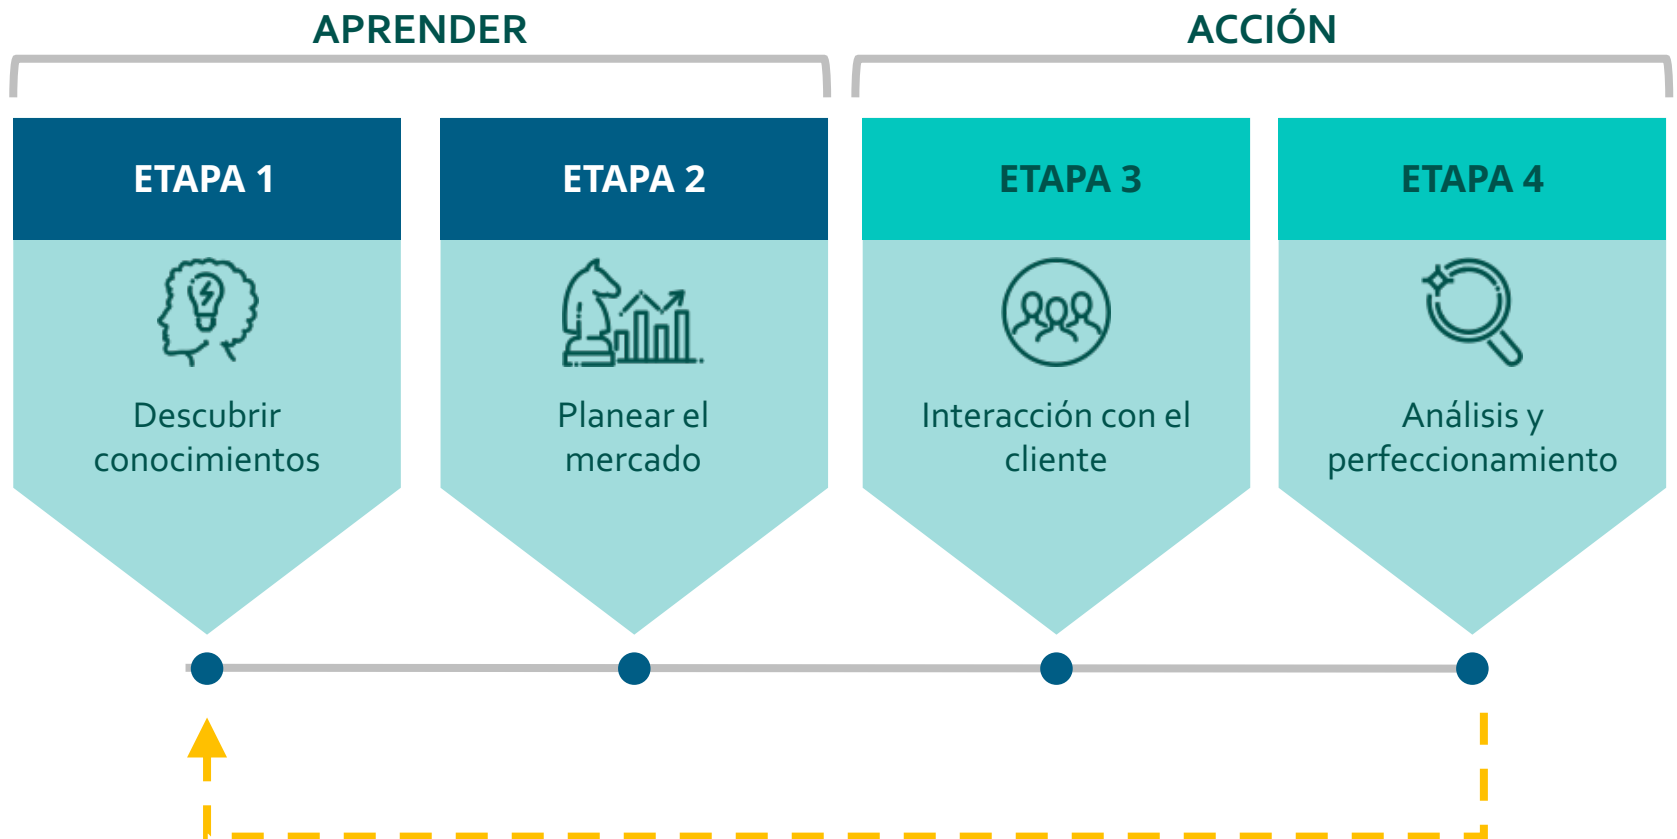 APRENDER
ACCIÓN
ETAPA 1
ETAPA 2
ETAPA 3
ETAPA 4
Descubrir
conocimientos
Planear el
mercado
Interacción con el
cliente
Análisis y
perfeccionamiento